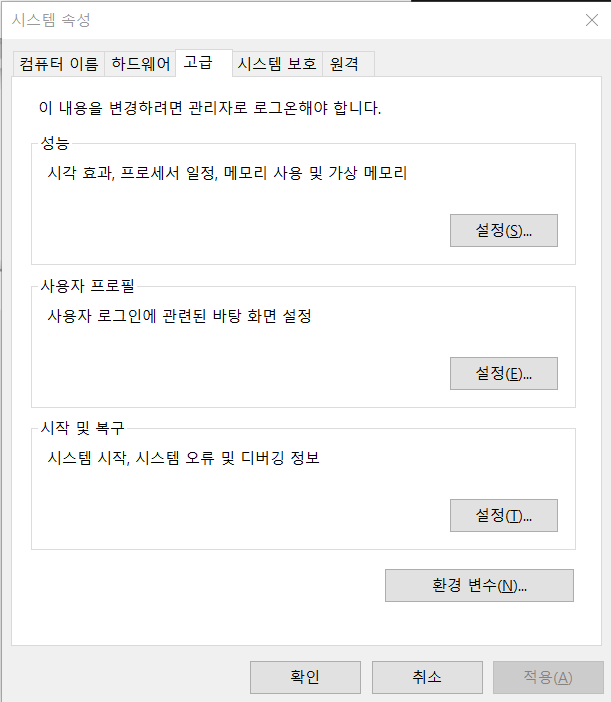 시스템 속성
컴퓨터 이름 하드웨어 고급 시스템 보호 원격
이 내용을 변경하려면 관리자로 로그온해야 합니다.
성능
시각 효과, 프로세서 일정, 메모리 사용 및 가상 메모리
설정(S)...
사용자 프로필
사용자 로그인에 관련된 바탕 화면 설정
설정(E)...
시작 및 복구
시스템 시작, 시스템 오류 및 디버깅 정보
설정(T)...
환경 변수(N)...
확인 취소 적용(A)